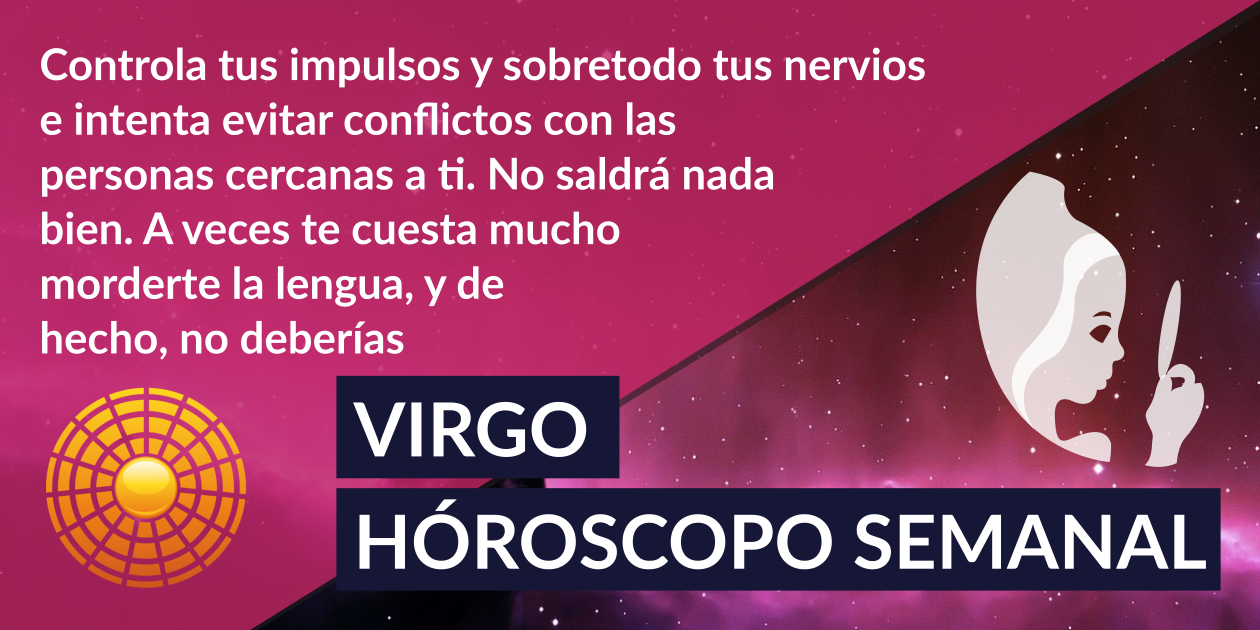 Controla tus impulsos y sobretodo tus nervios
e intenta evitar conflictos con las
personas cercanas a ti. No saldrá nada
bien. A veces te cuesta mucho
morderte la lengua, y de
hecho, no deberías
VIRGO
HÓROSCOPO SEMANAL